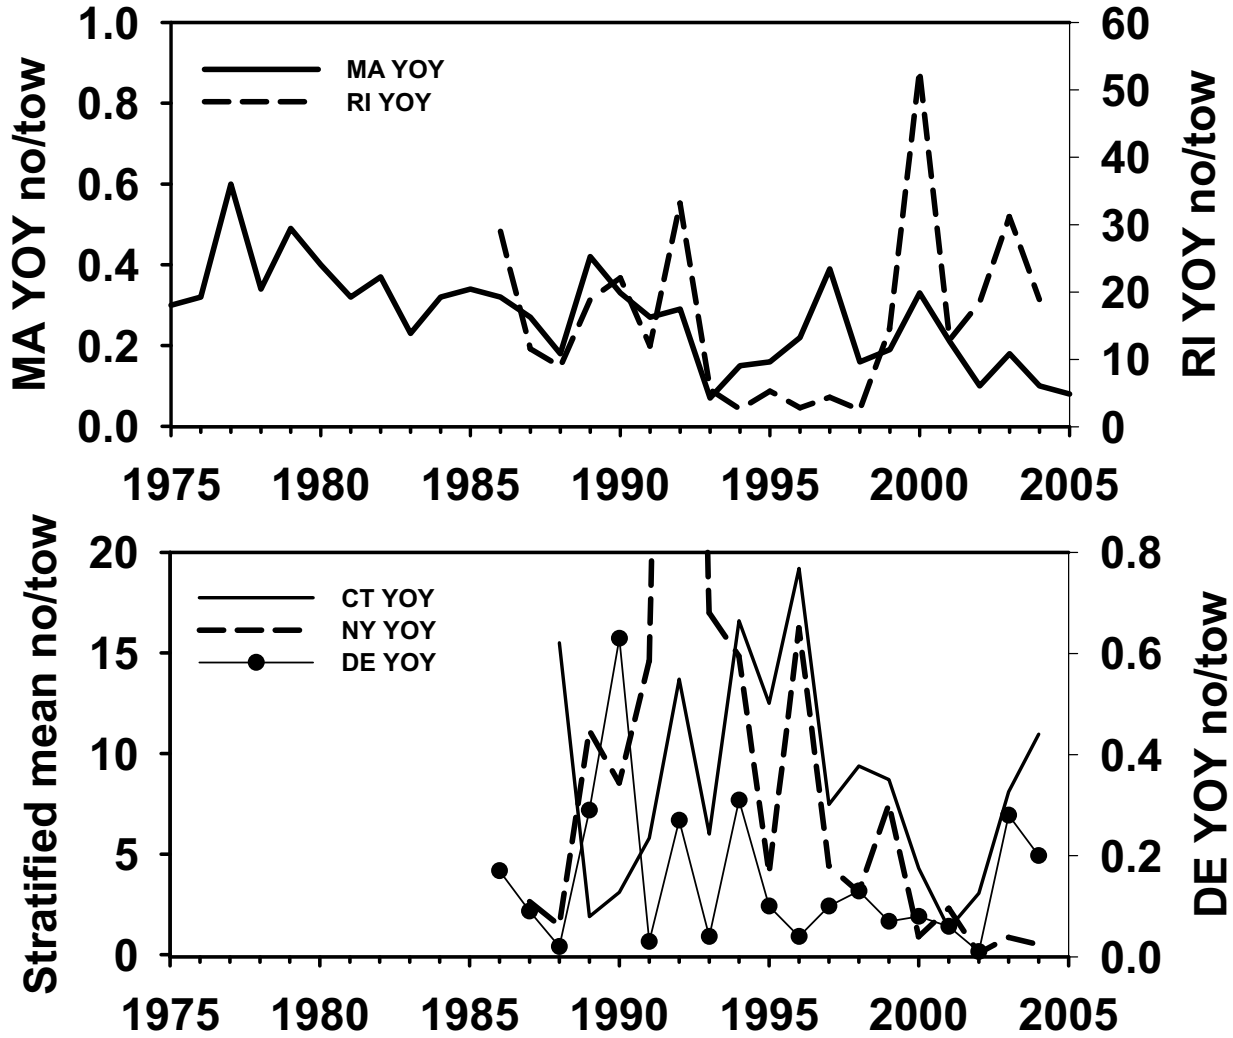 MA YOY no/tow
1.0
0.8
0.6
0.4
0.2
0.0
MA YOY
RI YOY
60
50
40
30
20
10
0
RI YOY no/tow
1975 1980 1985 1990 1995 2000 2005
Stratified mean no/tow
20
15
10
5
0
CT YOY
NY YOY
DE YOY
0.8
0.6
0.4
0.2
0.0
DE YOY no/tow
1975 1980 1985 1990 1995 2000 2005